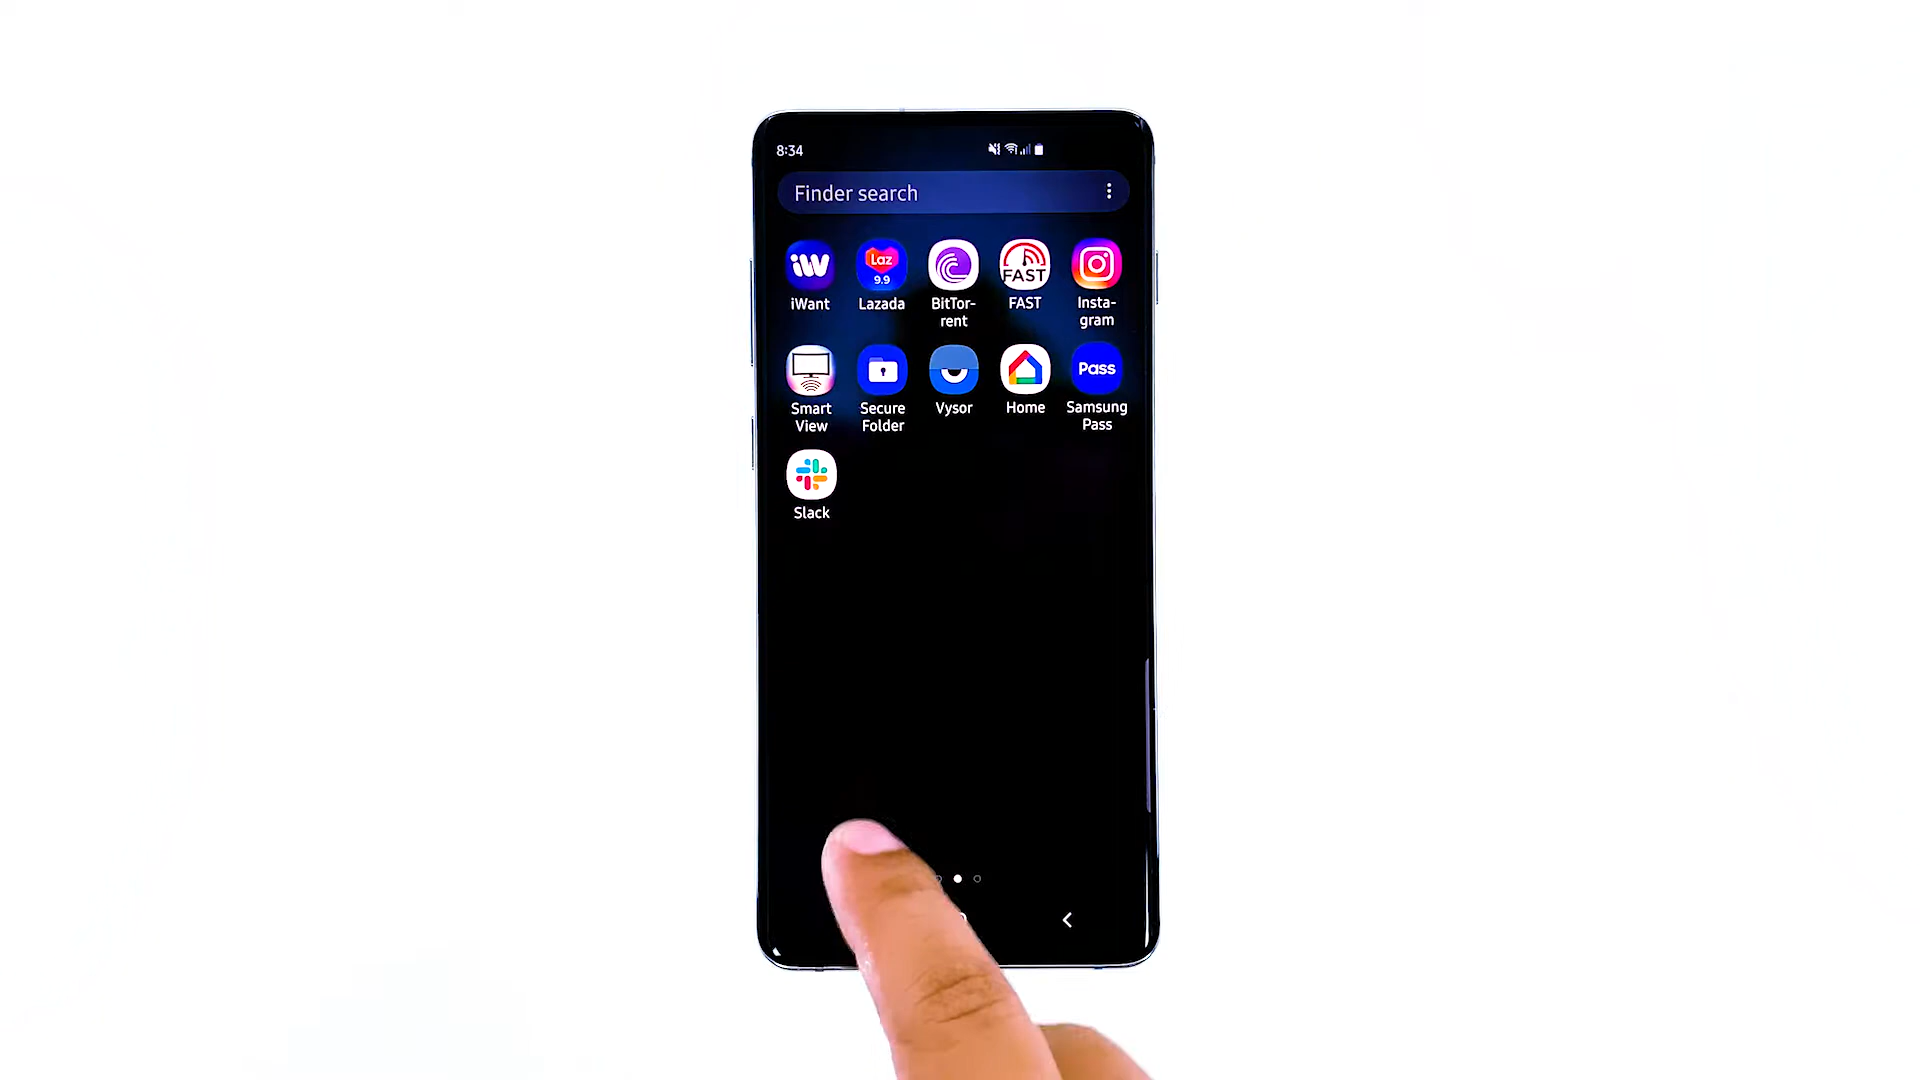 8:34
Finder search
iW
Laz
9.9
FAST
iWant
Lazada
BitTor-
rent
FAST
Insta-
gram
Pass
Smart
View
Secure
Folder
Vysor
Home
Samsung
Pass
Slack